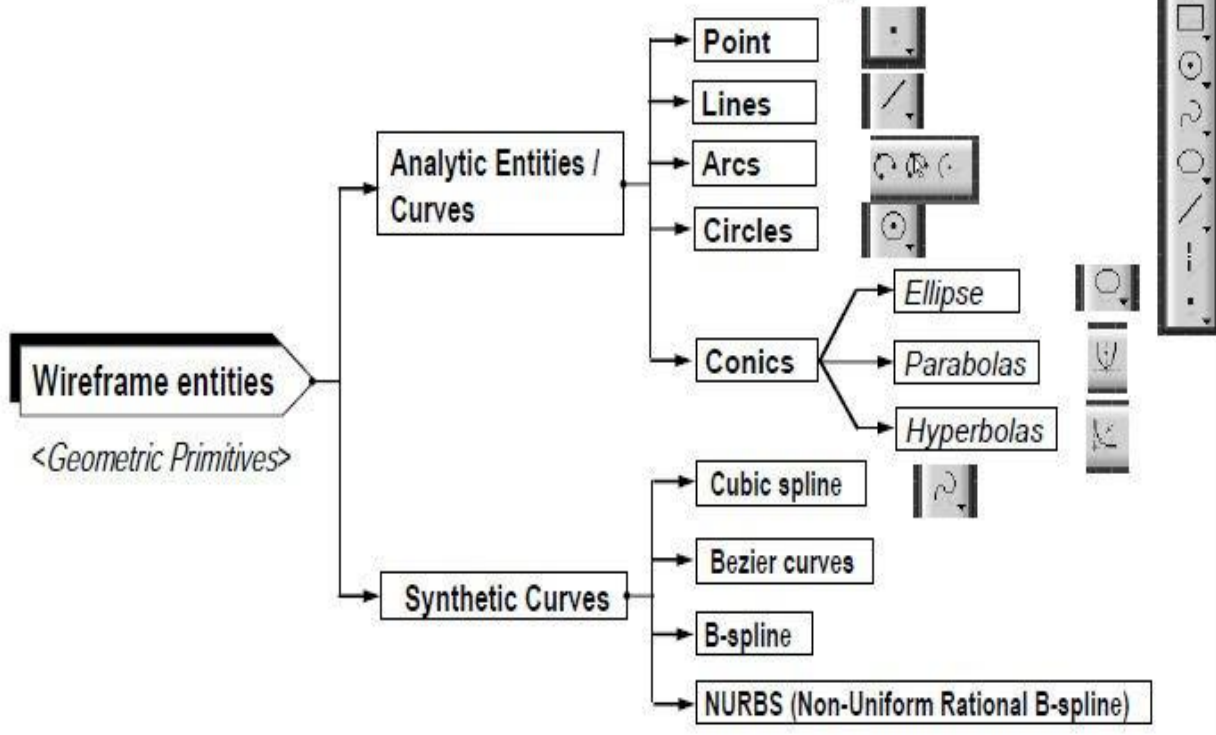 Point
Lines
Analytic Entities /
Curves
Arcs
Circles
Ellipse
Conics
Parabolas
Hyperbolas
Wireframe entities
<Geometric Primitives>
Cubic spline
Bezier curves
Synthetic Curves
B-spline
NURBS (Non-Uniform Rational B-spline)